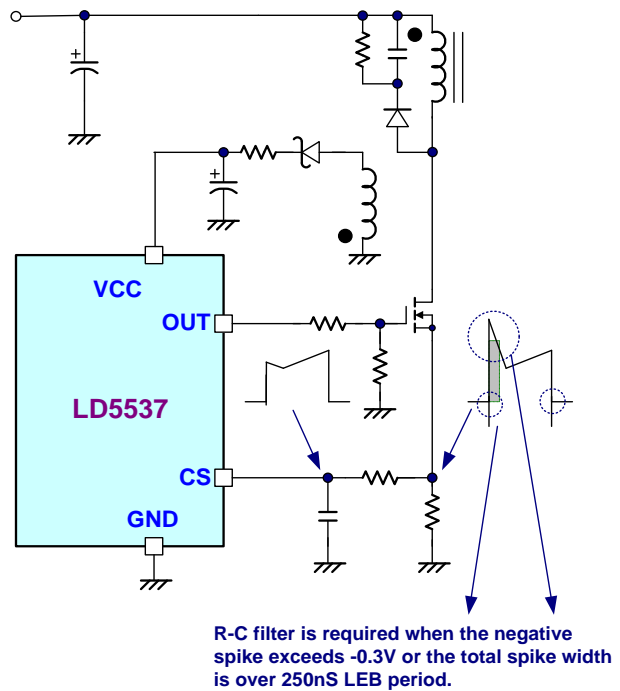 VCC
OUT
LD5537
CS
GND
R-C filter is required when the negative
spike exceeds -0.3V or the total spike width
is over 250nS LEB period.